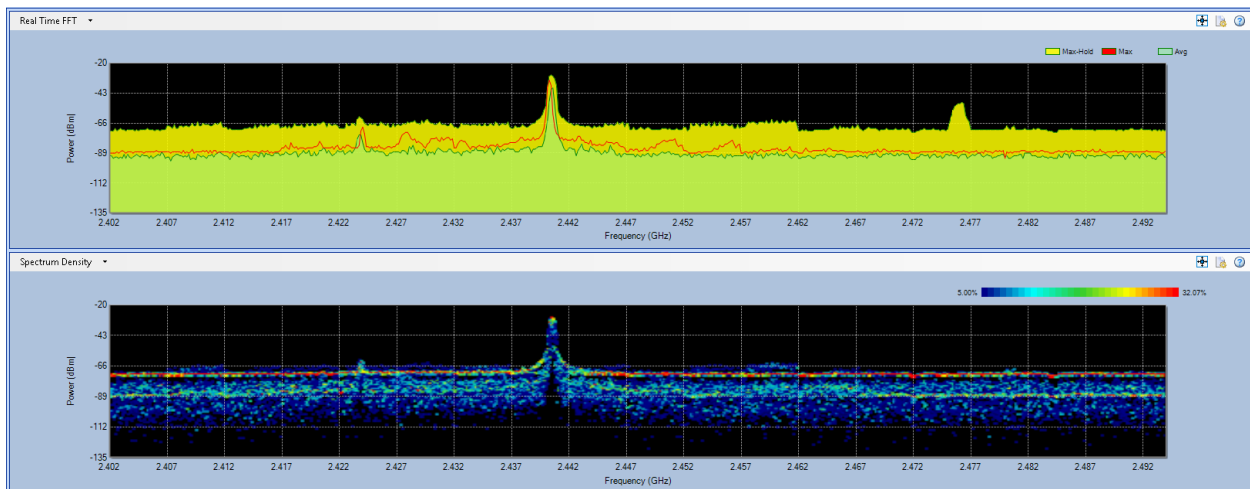 Real Time FFT
Max-Hold Max Avg
Power (dBm)
-20
-43
-66
-89
-112
-135
2.402 2.407 2.412 2.417 2.422 2.427 2.432 2.437 2.442 2.447 2.452 2.457 2.462 2.467 2.472 2.477 2.482 2.487 2.492
Frequency (GHz)
Spectrum Density
5.00% 32.07%
Power (dBm)
-20
-43
-66
-89
-112
-135
2.402 2.407 2.412 2.417 2.422 2.427 2.432 2.437 2.442 2.447 2.452 2.457 2.462 2.467 2.472 2.477 2.482 2.487 2.492
Frequency (GHz)